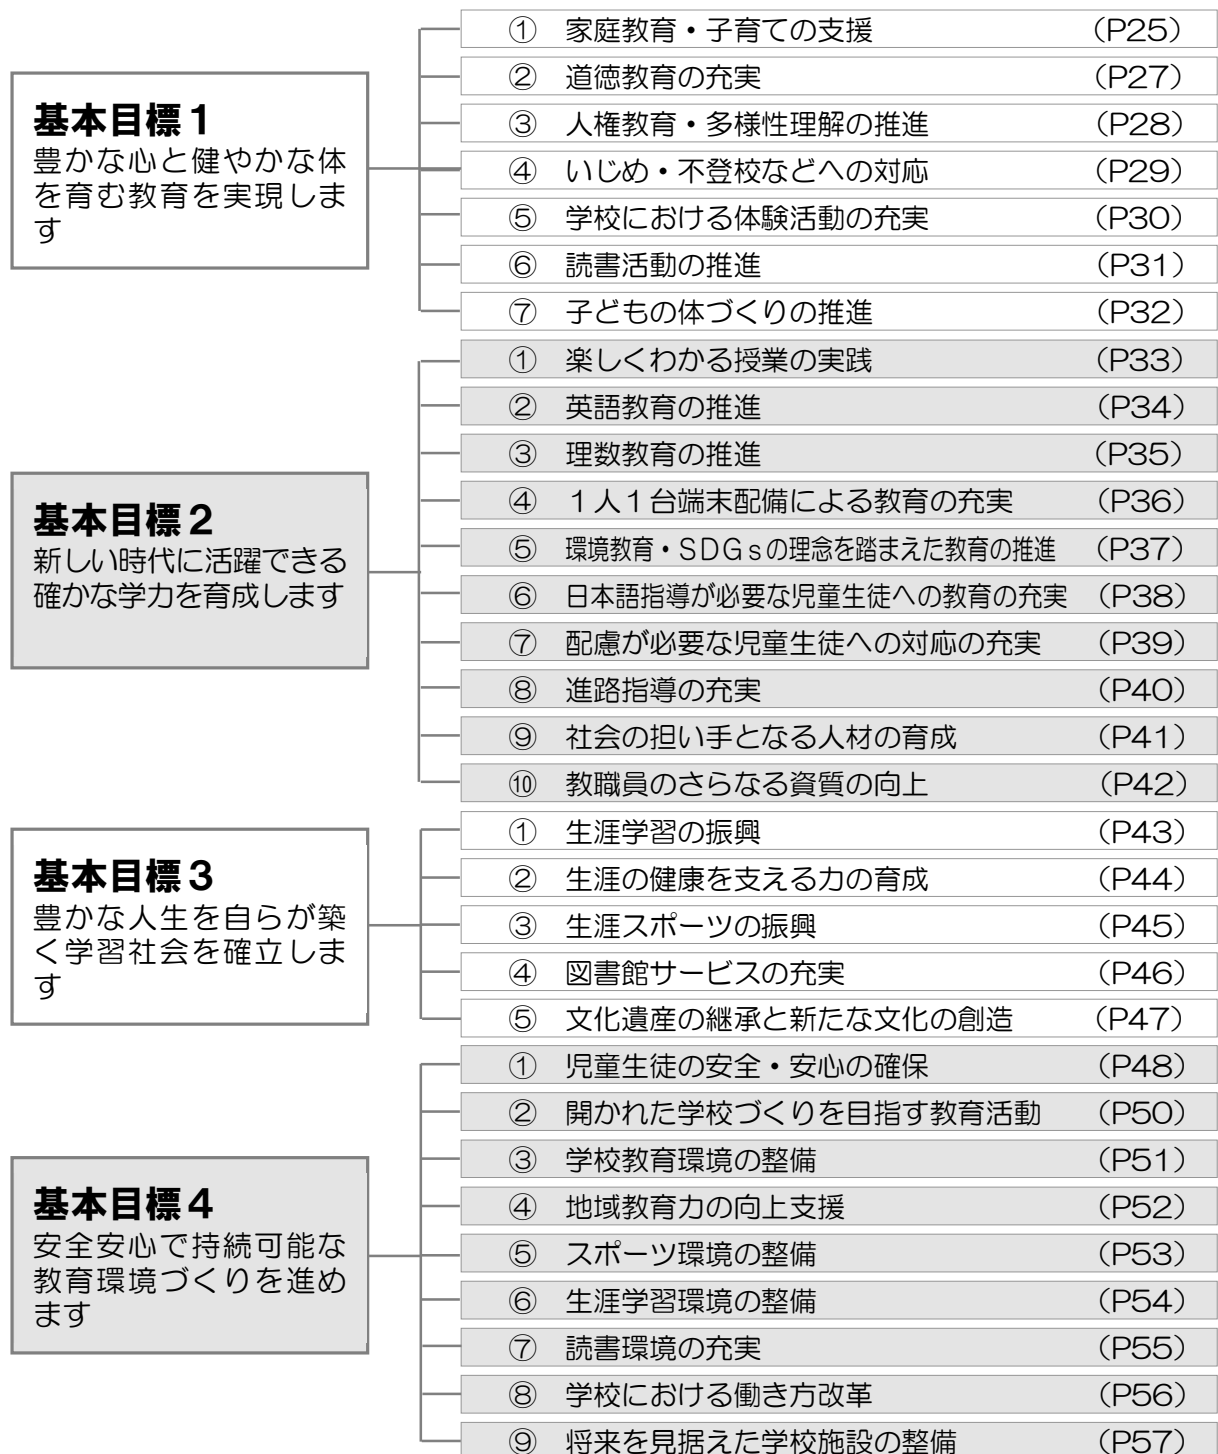 基本目標１
豊かな心と健やかな体
を育む教育を実現しま
す
① 家庭教育・子育ての支援 （P25）
② 道徳教育の充実 （P27）
③ 人権教育・多様性理解の推進 （P28）
④ いじめ・不登校などへの対応 （P29）
⑤ 学校における体験活動の充実 （P30）
⑥ 読書活動の推進 （P31）
⑦ 子どもの体づくりの推進 （P32）
基本目標２
新しい時代に活躍できる
確かな学力を育成します
① 楽しくわかる授業の実践 （P33）
② 英語教育の推進 （P34）
③ 理数教育の推進 （P35）
④ １人１台端末配備による教育の充実 （P36）
⑤ 環境教育・ＳＤＧｓの理念を踏まえた教育の推進 （P37）
⑥ 日本語指導が必要な児童生徒への教育の充実 （P38）
⑦ 配慮が必要な児童生徒への対応の充実 （P39）
⑧ 進路指導の充実 （P40）
⑨ 社会の担い手となる人材の育成 （P41）
⑩ 教職員のさらなる資質の向上 （P42）
基本目標３
豊かな人生を自らが築
く学習社会を確立しま
す
① 生涯学習の振興 （P43）
② 生涯の健康を支える力の育成 （P44）
③ 生涯スポーツの振興 （P45）
④ 図書館サービスの充実 （P46）
⑤ 文化遺産の継承と新たな文化の創造 （P47）
基本目標４
安全安心で持続可能な
教育環境づくりを進め
ます
① 児童生徒の安全・安心の確保 （P48）
② 開かれた学校づくりを目指す教育活動 （P50）
③ 学校教育環境の整備 （P51）
④ 地域教育力の向上支援 （P52）
⑤ スポーツ環境の整備 （P53）
⑥ 生涯学習環境の整備 （P54）
⑦ 読書環境の充実 （P55）
⑧ 学校における働き方改革 （P56）
⑨ 将来を見据えた学校施設の整備 （P57）